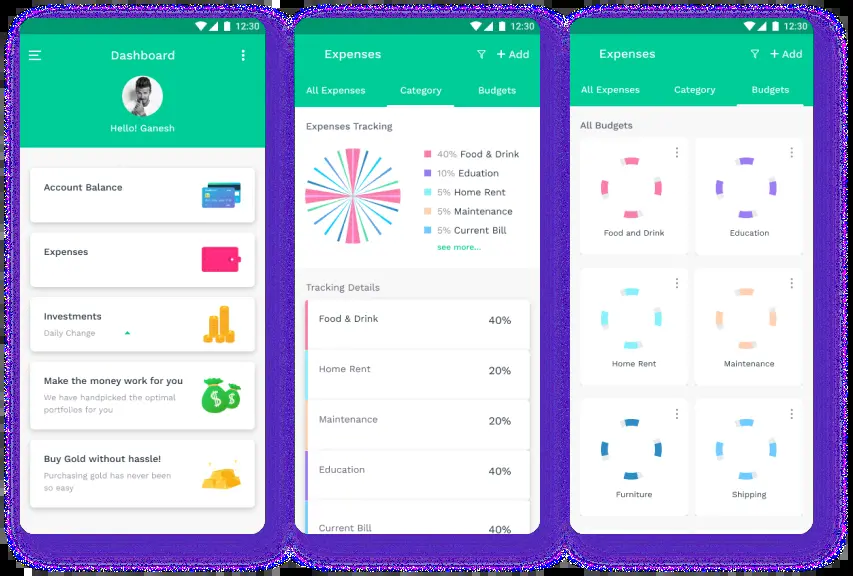 12:30
Dashboard
Hello! Ganesh
Account Balance
Expenses
Investments
Daily Change
Make the money work for you
We have handpicked the optimal
portfolios for you
Buy Gold without hassle!
Purchasing gold has never been
so easy
12:30
Expenses
+ Add
All Expenses Category Budgets
Expenses Tracking
40% Food & Drink
10% Eduation
5% Home Rent
5% Maintenance
5% Current Bill
see more...
Tracking Details
Food & Drink 40%
Home Rent 20%
Maintenance 20%
Education 40%
Current Bill 40%
12:30
Expenses
+ Add
All Expenses Category Budgets
All Budgets
Food and Drink Education
Home Rent Maintenance
Furniture Shipping